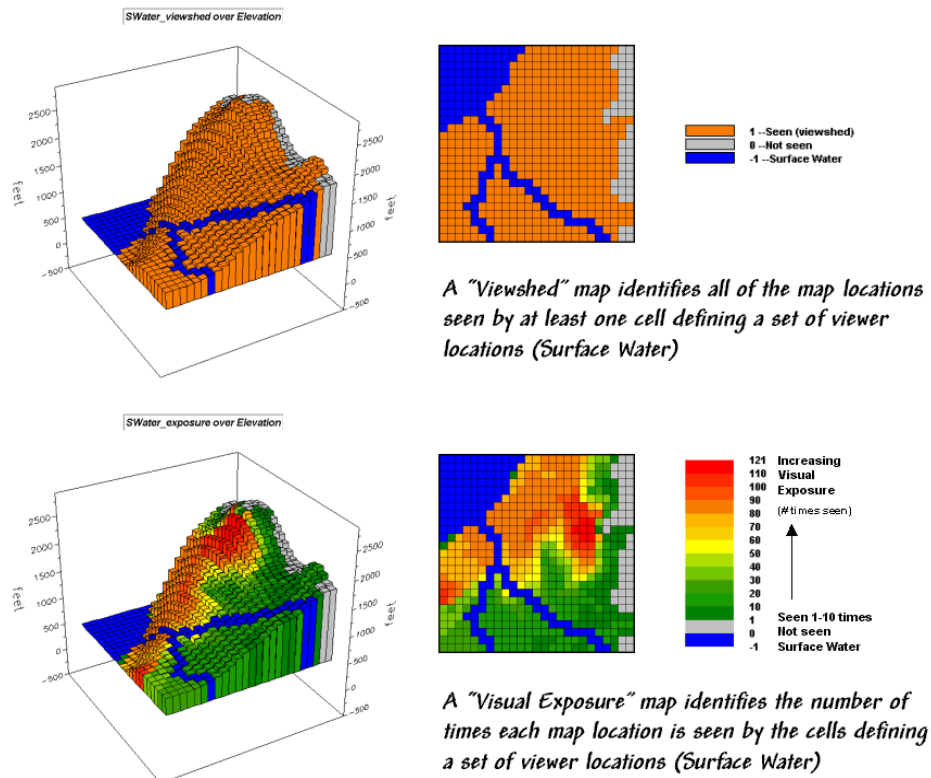 SWater_viewshed over Elevation
2500
2000
1500
1000
500
0
-500
feet
2500
2000
1500
1000
500
0
-500
feet
1 --Seen (viewshed)
0 --Not seen
-1 --Surface Water
A "Viewshed" map identifies all of the map locations
seen by at least one cell defining a set of viewer
locations (Surface Water)
SWater_exposure over Elevation
2500
2000
1500
1000
500
0
-500
feet
2500
2000
1500
1000
500
0
-500
feet
121 Increasing
110 Visual
100 Exposure
90 (# times seen)
80
70
60
50
40
30
20
10
1 Seen 1-10 times
0 Not seen
-1 Surface Water
A "Visual Exposure" map identifies the number of
times each map location is seen by the cells defining
a set of viewer locations (Surface Water)